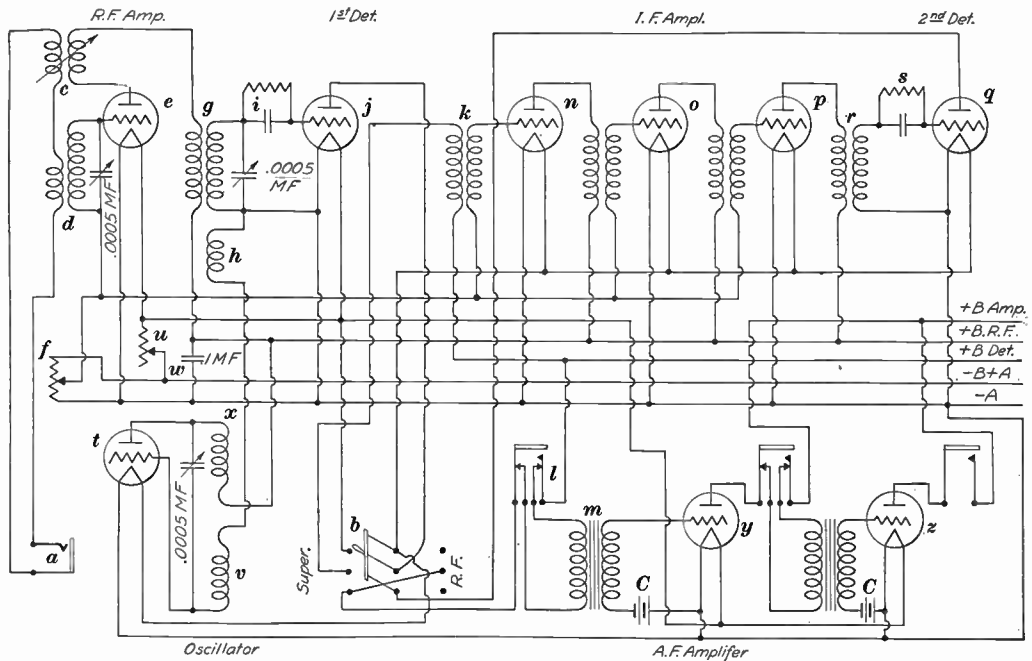 R.F. Amp.
1st Det.
I.F. Ampl.
2nd Det.
c
e
g
i
j
k
n
o
p
r
s
q
d
.0005 MF
.0005
MF
h
f
u
w
1MF
+B Amp.
+B.R.F.
+B Det.
-B+A
-A
t
x
.0005 MF
v
a
b
Super.
R.F.
l
m
C
y
C
z
Oscillator
A.F. Amplifer